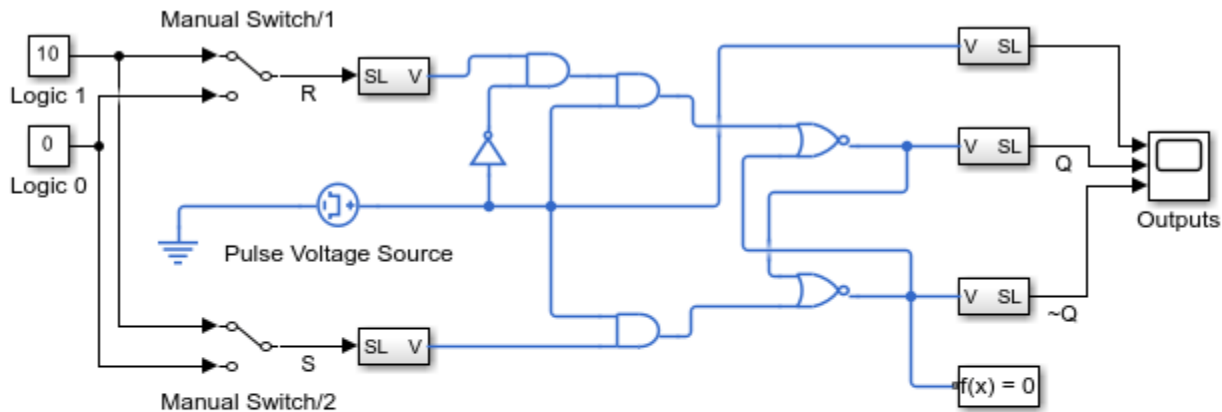 Manual Switch/1
10
Logic 1
R
SL V
V SL
0
Logic 0
V SL
Q
Outputs
Pulse Voltage Source
V SL
~Q
S
SL V
f(x) = 0
Manual Switch/2